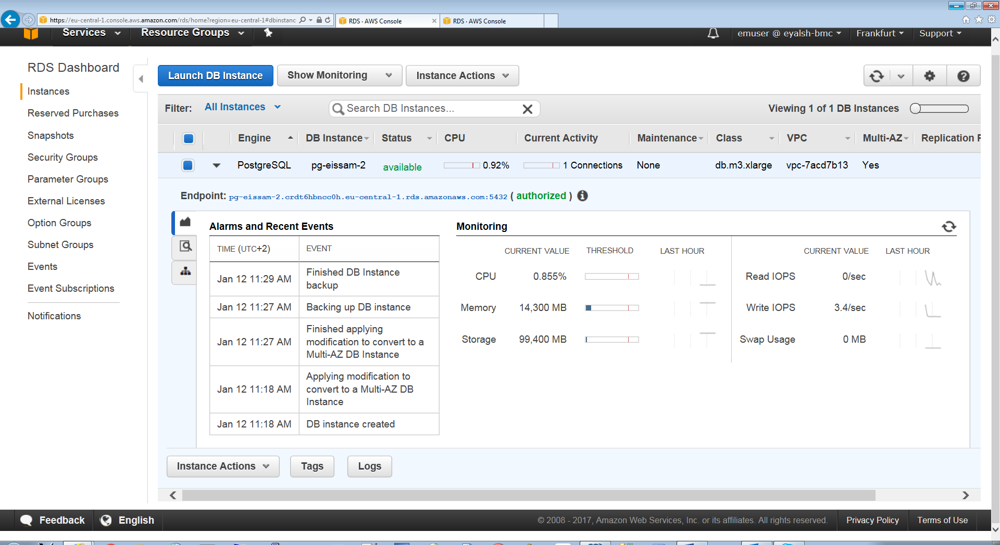 https://eu-central-1.console.aws.amazon.com/rds/home?region=eu-central-1#dbinstanc
RDS · AWS Console
RDS · AWS Console
Services
Resource Groups
emuser @ eyalsh-bmc
Frankfurt
Support
RDS Dashboard
Instances
Reserved Purchases
Snapshots
Security Groups
Parameter Groups
External Licenses
Option Groups
Subnet Groups
Events
Event Subscriptions
Notifications
Launch DB Instance
Show Monitoring
Instance Actions
Filter: All Instances
Search DB Instances...
Viewing 1 of 1 DB Instances
Engine DB Instance Status CPU Current Activity Maintenance Class VPC Multi-AZ Replication
PostgreSQL pg-eissam-2 available 0.92% 1 Connections None db.m3.xlarge vpc-7acd7b13 Yes
Endpoint: pg-eissam-2.crdt6hbncc0h.eu-central-1.rds.amazonaws.com:5432 ( authorized )
Alarms and Recent Events
TIME (UTC+2) EVENT
Jan 12 11:29 AM Finished DB Instance
backup
Jan 12 11:27 AM Backing up DB instance
Jan 12 11:27 AM Finished applying
modification to convert to a
Multi-AZ DB Instance
Jan 12 11:18 AM Applying modification to
convert to a Multi-AZ DB
Instance
Jan 12 11:18 AM DB instance created
Monitoring
CURRENT VALUE THRESHOLD LAST HOUR
CPU 0.855%
Memory 14,300 MB
Storage 99,400 MB
CURRENT VALUE LAST HOUR
Read IOPS 0/sec
Write IOPS 3.4/sec
Swap Usage 0 MB
Instance Actions
Tags
Logs
Feedback
English
© 2008 - 2017, Amazon Web Services, Inc. or its affiliates. All rights reserved.
Privacy Policy
Terms of Use